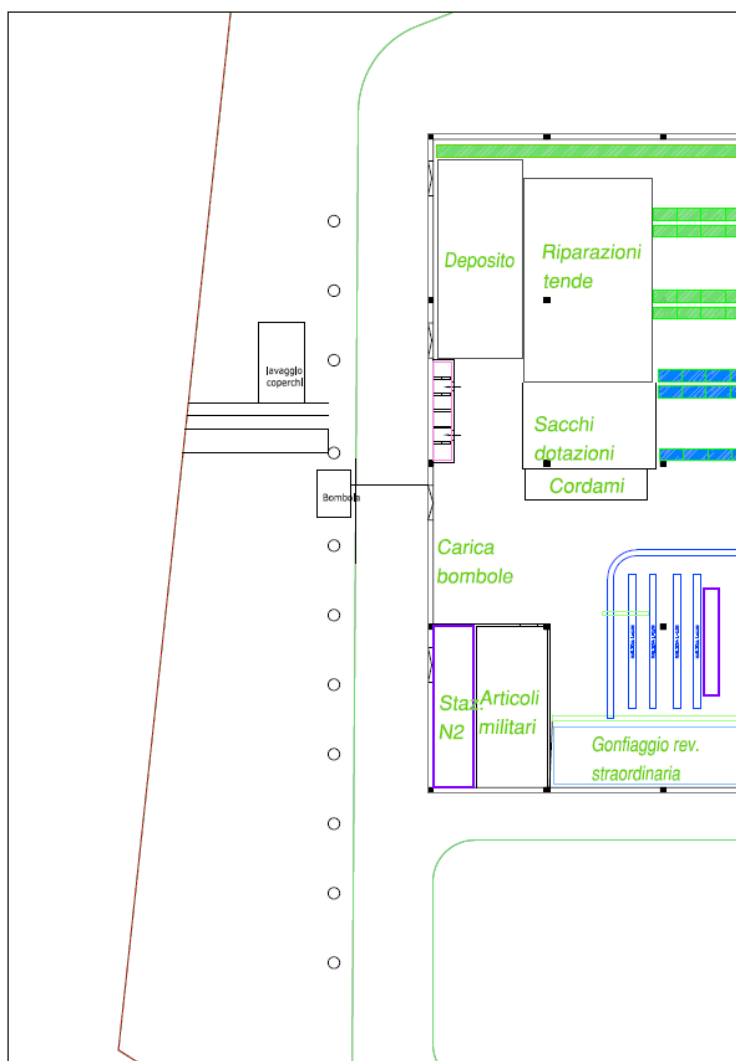 Deposito
Riparazioni
tende
lavaggio
coperchi
Sacchi
dotazioni
Cordami
Bombola
Carica
bombole
Staz.
N2
Articoli
militari
Gonfiaggio rev.
straordinaria